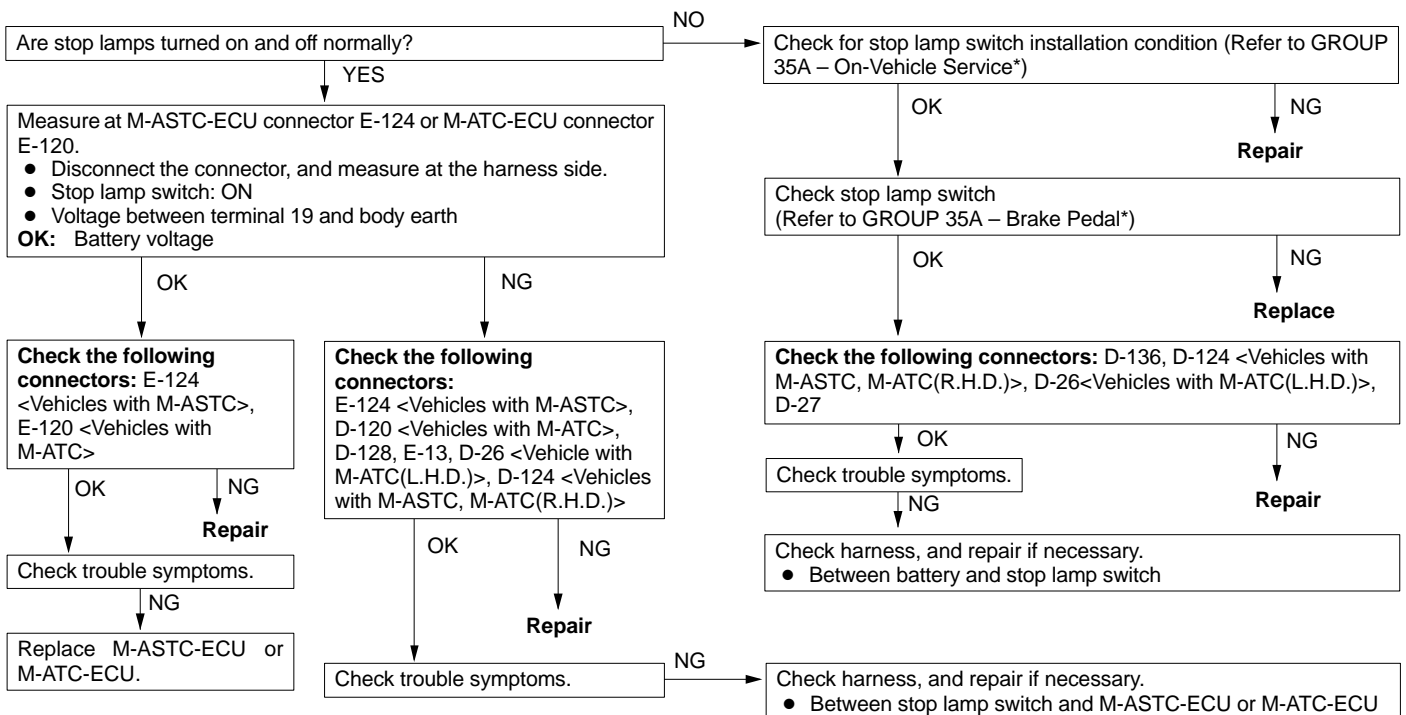 Are stop lamps turned on and off normally?
NO
YES
Measure at M-ASTC-ECU connector E-124 or M-ATC-ECU connector
E-120.
● Disconnect the connector, and measure at the harness side.
● Stop lamp switch: ON
● Voltage between terminal 19 and body earth
OK: Battery voltage
OK
NG
Check the following
connectors: E-124
<Vehicles with M-ASTC>,
E-120 <Vehicles with
M-ATC>
OK
NG
Repair
Check trouble symptoms.
NG
Replace M-ASTC-ECU or
M-ATC-ECU.
Check the following
connectors:
E-124 <Vehicles with M-ASTC>,
D-120 <Vehicles with M-ATC>,
D-128, E-13, D-26 <Vehicle with
M-ATC(L.H.D.)>, D-124 <Vehicles
with M-ASTC, M-ATC(R.H.D.)>
OK
NG
Repair
Check trouble symptoms.
NG
Check harness, and repair if necessary.
● Between stop lamp switch and M-ASTC-ECU or M-ATC-ECU
Check for stop lamp switch installation condition (Refer to GROUP
35A – On-Vehicle Service*)
OK
NG
Repair
Check stop lamp switch
(Refer to GROUP 35A – Brake Pedal*)
OK
NG
Replace
Check the following connectors: D-136, D-124 <Vehicles with
M-ASTC, M-ATC(R.H.D.)>, D-26<Vehicles with M-ATC(L.H.D.)>,
D-27
OK
NG
Repair
Check trouble symptoms.
NG
Check harness, and repair if necessary.
● Between battery and stop lamp switch